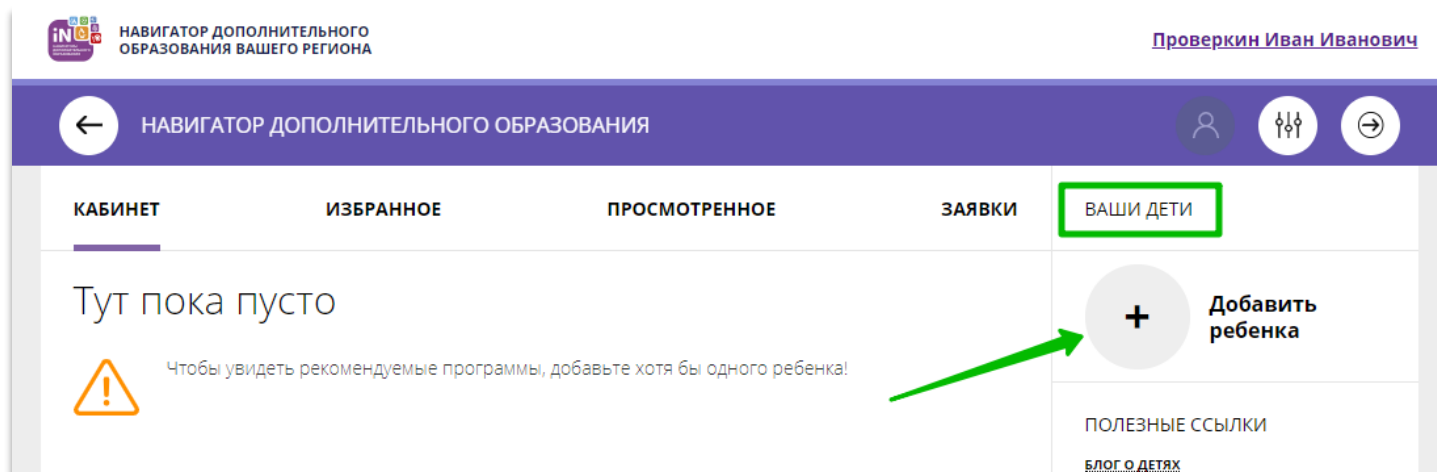 iN
НАВИГАТОР ДОПОЛНИТЕЛЬНОГО
ОБРАЗОВАНИЯ ВАШЕГО РЕГИОНА
Проверкин Иван Иванович
НАВИГАТОР ДОПОЛНИТЕЛЬНОГО ОБРАЗОВАНИЯ
КАБИНЕТ
ИЗБРАННОЕ
ПРОСМОТРЕННОЕ
ЗАЯВКИ
ВАШИ ДЕТИ
Тут пока пусто
Чтобы увидеть рекомендуемые программы, добавьте хотя бы одного ребенка!
Добавить
ребенка
ПОЛЕЗНЫЕ ССЫЛКИ
БЛОГ О ДЕТЯХ